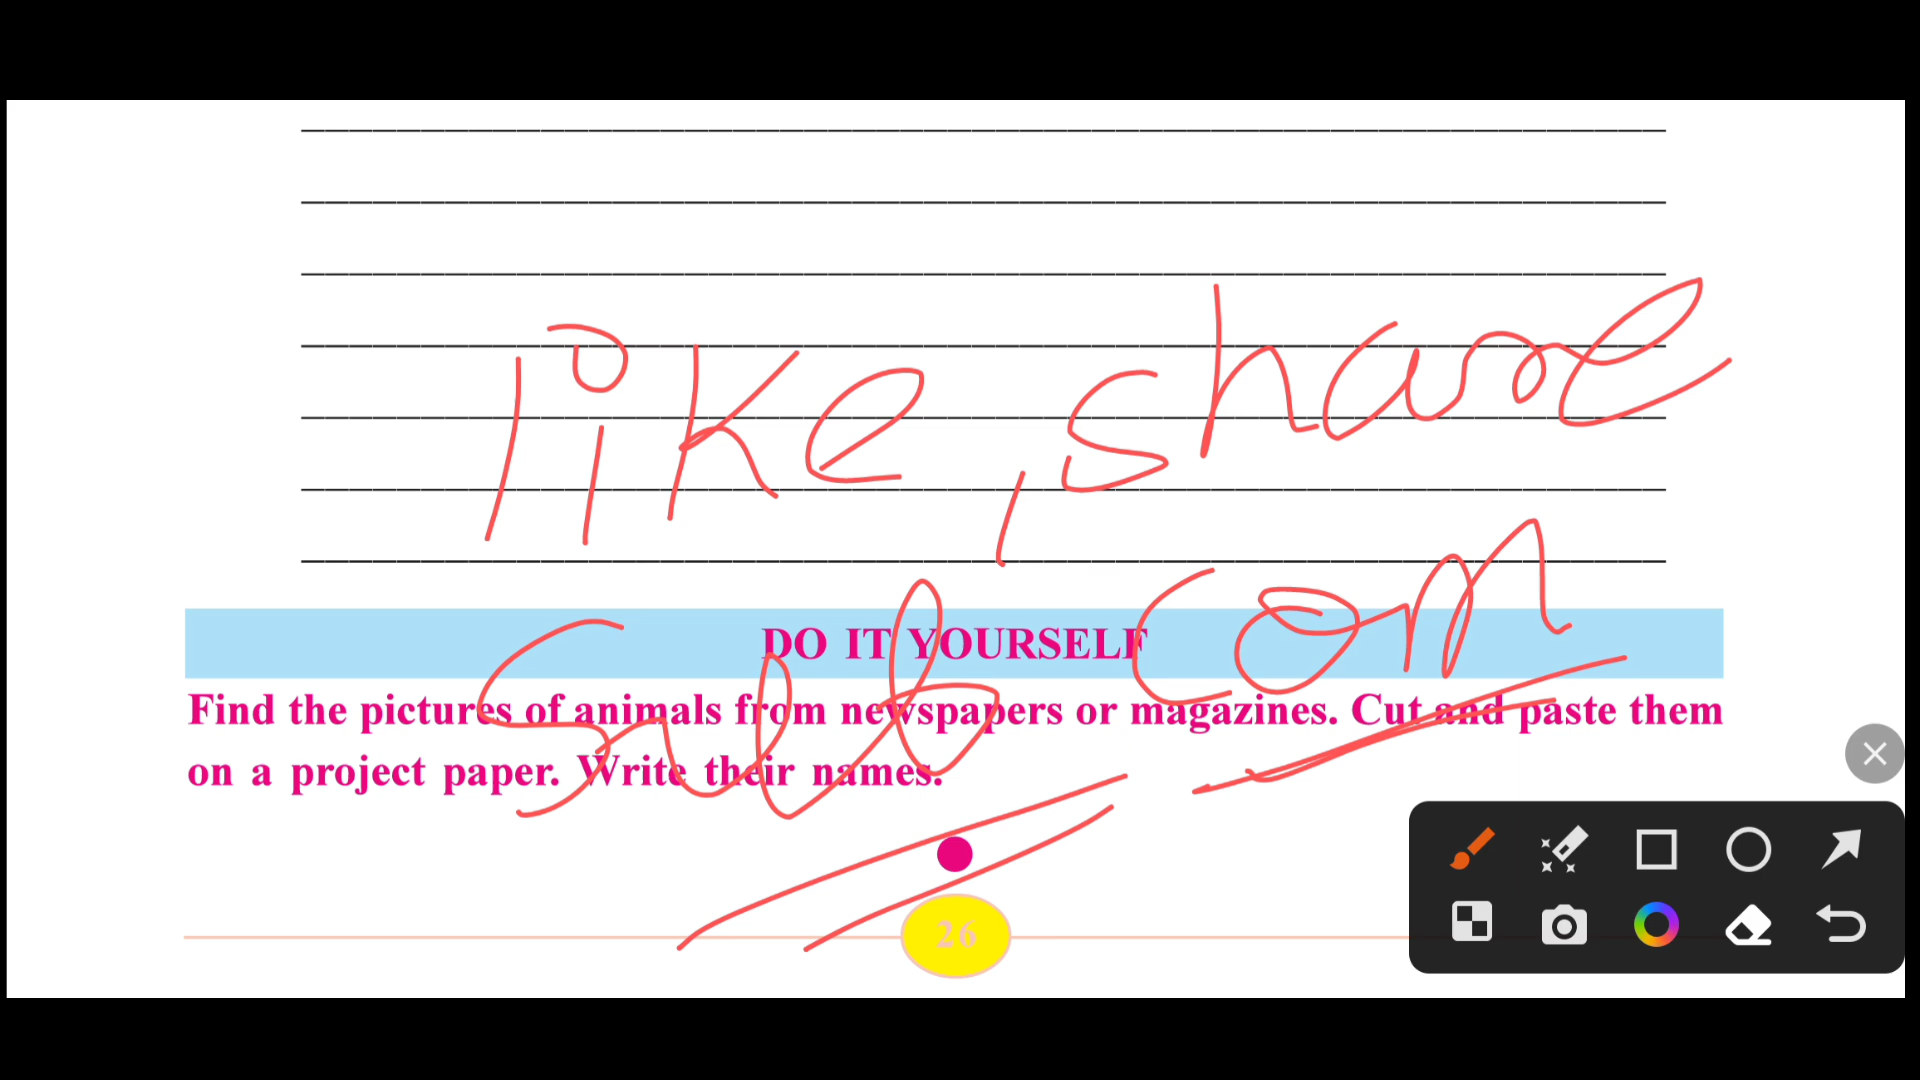 like, share
Sub Com
DO IT YOURSELF
Find the pictures of animals from newspapers or magazines. Cut and paste them
on a project paper. Write their names.
26